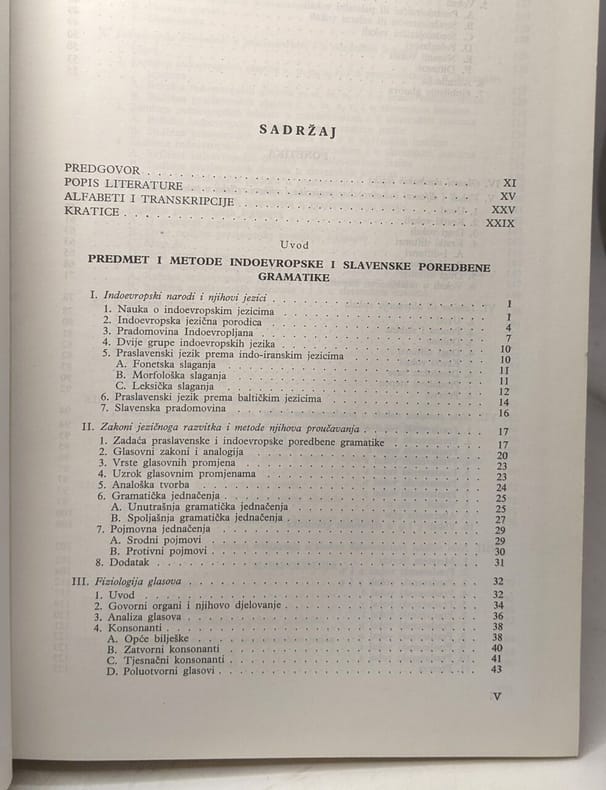 SADRŽAJ
PREDGOVOR . . . . . XI
POPIS LITERATURE . . . . . XV
ALFABETI I TRANSKRIPCIJE . . . . . XXV
KRATICE . . . . . XXIX
Uvod
PREDMET I METODE INDOEVROPSKE I SLAVENSKE POREDBENE
GRAMATIKE
I. Indoevropski narodi i njihovi jezici . . . . . 1
1. Nauka o indoevropskim jezicima . . . . . 1
2. Indoevropska jezična porodica . . . . . 4
3. Pradomovina Indoevropljana . . . . . 7
4. Dvije grupe indoevropskih jezika . . . . . 10
5. Praslavenski jezik prema indo-iranskim jezicima . . . . . 10
A. Fonetska slaganja . . . . . 11
B. Morfološka slaganja . . . . . 11
C. Leksička slaganja . . . . . 12
6. Praslavenski jezik prema baltičkim jezicima . . . . . 14
7. Slavenska pradomovina . . . . . 16
II. Zakoni jezičnoga razvitka i metode njihova proučavanja . . . . . 17
1. Zadaća praslavenske i indoevropske poredbene gramatike . . . . . 17
2. Glasovni zakoni i analogija . . . . . 20
3. Vrste glasovnih promjena . . . . . 23
4. Uzrok glasovnim promjenama . . . . . 23
5. Analoška tvorba . . . . . 24
6. Gramatička jednačenja . . . . . 25
A. Unutrašnja gramatička jednačenja . . . . . 25
B. Spoljašnja gramatička jednačenja . . . . . 27
7. Pojmovna jednačenja . . . . . 29
A. Srodni pojmovi . . . . . 29
B. Protivni pojmovi . . . . . 30
8. Dodatak . . . . . 31
III. Fiziologija glasova . . . . . 32
1. Uvod . . . . . 32
2. Govorni organi i njihovo djelovanje . . . . . 34
3. Analiza glasova . . . . . 36
4. Konsonanti . . . . . 38
A. Opće bilješke . . . . . 38
B. Zatvorni konsonanti . . . . . 40
C. Tjesnačni konsonanti . . . . . 41
D. Poluotvorni glasovi . . . . . 43
V